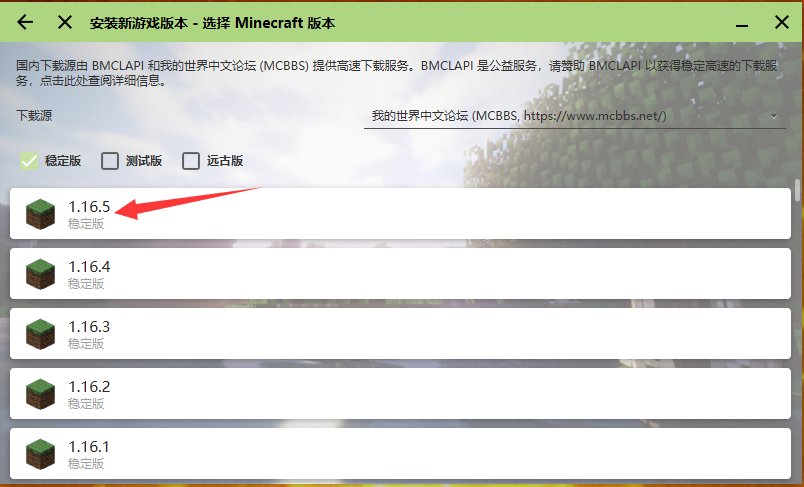 安装新游戏版本 - 选择 Minecraft 版本
国内下载源由 BMCLAPI 和我的世界中文论坛 (MCBBS) 提供高速下载服务。BMCLAPI 是公益服务，请赞助 BMCLAPI 以获得稳定高速的下载服
务，点击此处查阅详细信息。
下载源
我的世界中文论坛 (MCBBS, https://www.mcbbs.net/)
稳定版 测试版 远古版
1.16.5
稳定版
1.16.4
稳定版
1.16.3
稳定版
1.16.2
稳定版
1.16.1
稳定版